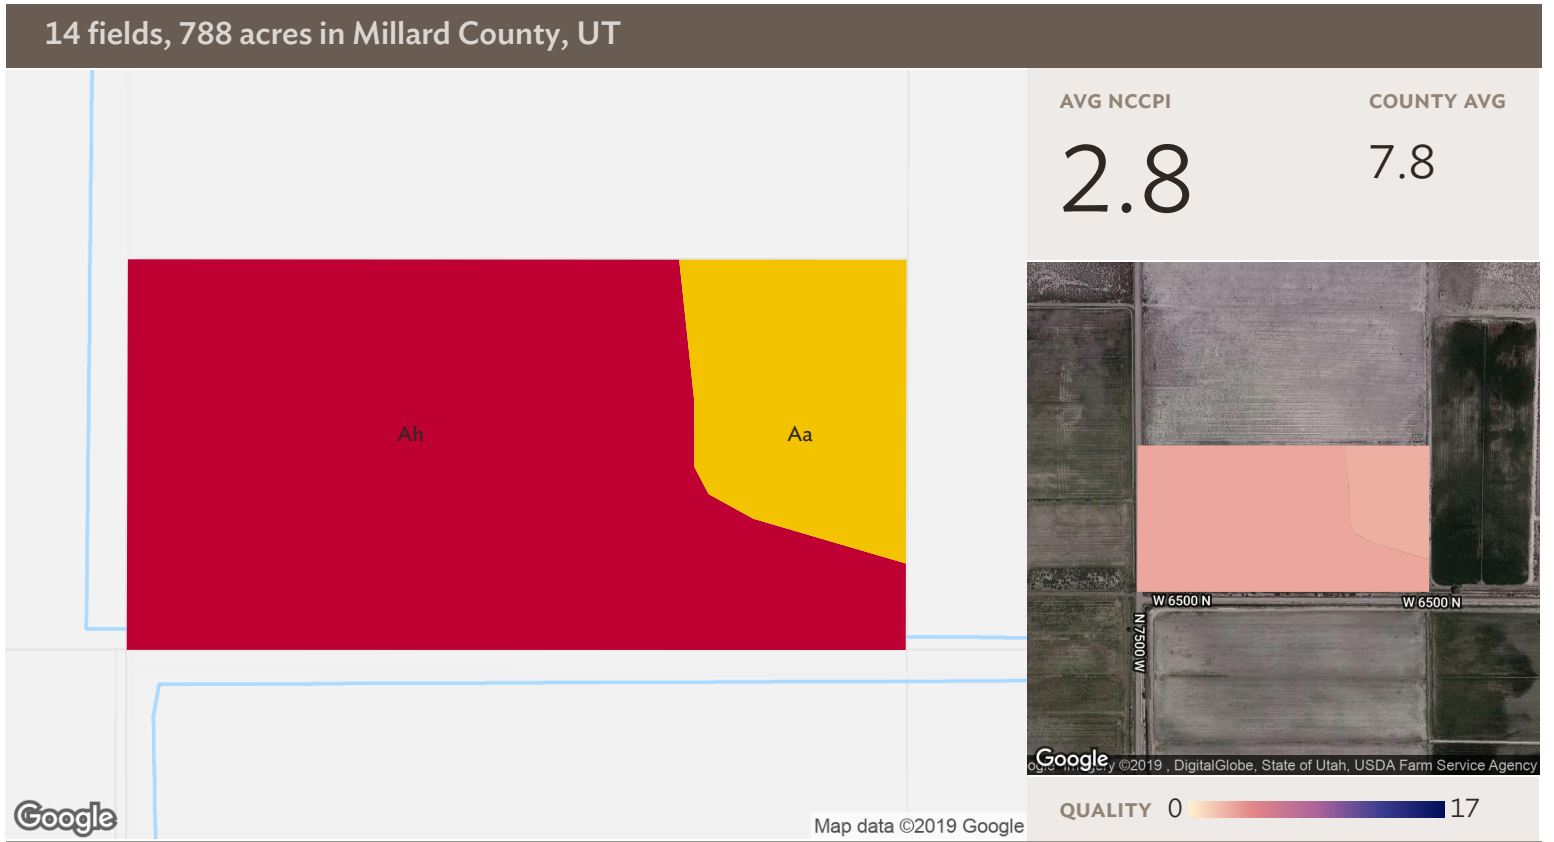 14 fields, 788 acres in Millard County, UT
AVG NCCPI
COUNTY AVG
2.8
7.8
Ah
Aa
W 6500 N
W 6500 N
N 7500 W
Google
Imagery ©2019 , DigitalGlobe, State of Utah, USDA Farm Service Agency
Google
Map data ©2019 Google
QUALITY 0 17